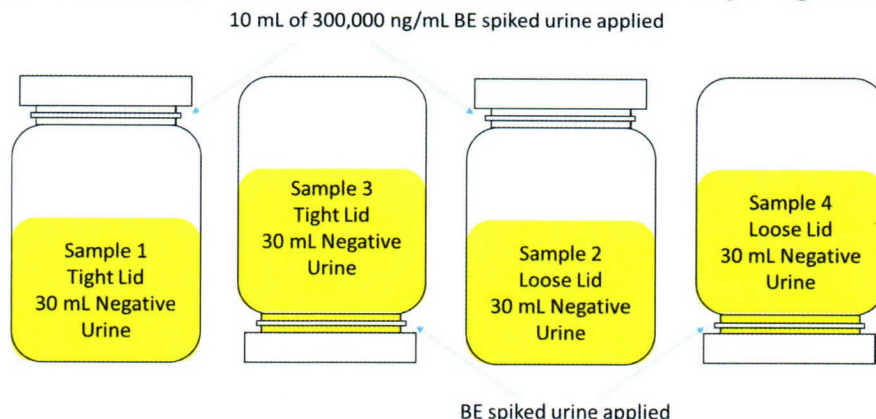 10 mL of 300,000 ng/mL BE spiked urine applied
Sample 1
Tight Lid
30 mL Negative
Urine
Sample 3
Tight Lid
30 mL Negative
Urine
Sample 2
Loose Lid
30 mL Negative
Urine
Sample 4
Loose Lid
30 mL Negative
Urine
BE spiked urine applied